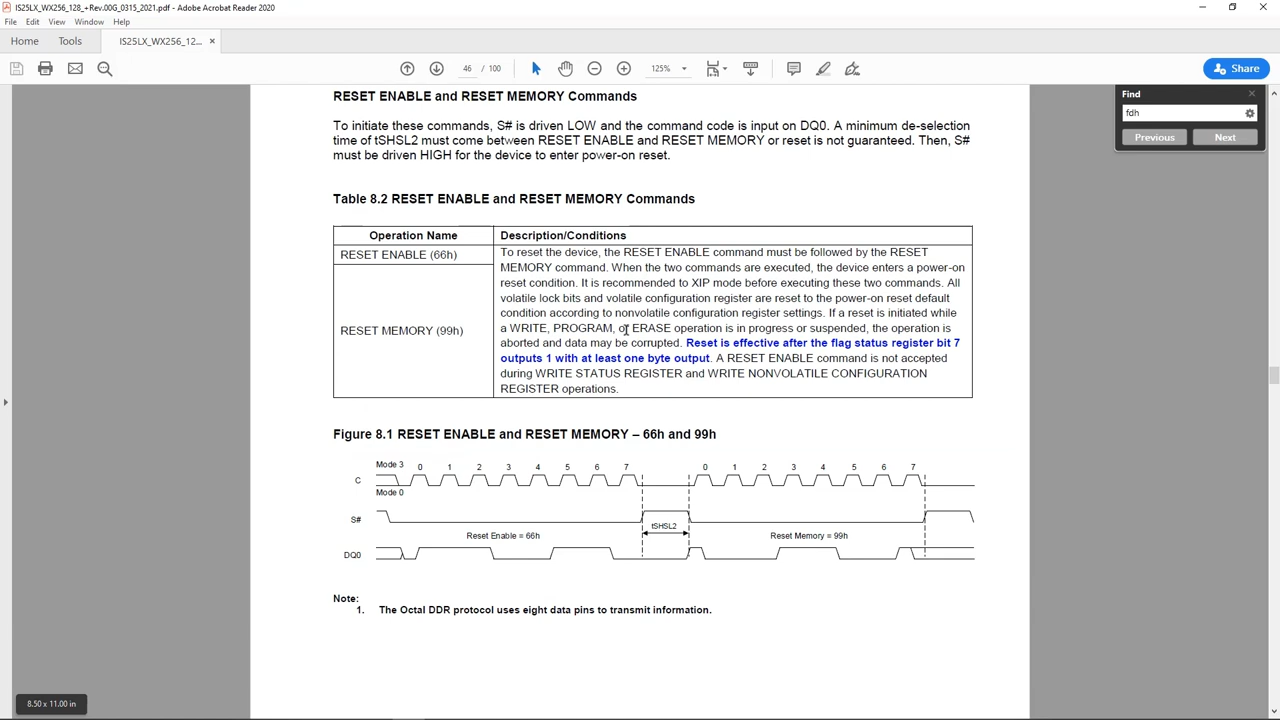 IS25LX_WX256_128_+Rev.00G_0315_2021.pdf - Adobe Acrobat Reader 2020
File Edit View Window Help
Home Tools IS25LX_WX256_12... ×
46 / 100 125% Share
Find
fdh
Previous Next
RESET ENABLE and RESET MEMORY Commands
To initiate these commands, S# is driven LOW and the command code is input on DQ0. A minimum de-selection
time of tSHSL2 must come between RESET ENABLE and RESET MEMORY or reset is not guaranteed. Then, S#
must be driven HIGH for the device to enter power-on reset.
Table 8.2 RESET ENABLE and RESET MEMORY Commands
Operation Name Description/Conditions
RESET ENABLE (66h)
RESET MEMORY (99h)
To reset the device, the RESET ENABLE command must be followed by the RESET
MEMORY command. When the two commands are executed, the device enters a power-on
reset condition. It is recommended to XIP mode before executing these two commands. All
volatile lock bits and volatile configuration register are reset to the power-on reset default
condition according to nonvolatile configuration register settings. If a reset is initiated while
a WRITE, PROGRAM, or ERASE operation is in progress or suspended, the operation is
aborted and data may be corrupted. Reset is effective after the flag status register bit 7
outputs 1 with at least one byte output. A RESET ENABLE command is not accepted
during WRITE STATUS REGISTER and WRITE NONVOLATILE CONFIGURATION
REGISTER operations.
Figure 8.1 RESET ENABLE and RESET MEMORY – 66h and 99h
Mode 3 0 1 2 3 4 5 6 7 0 1 2 3 4 5 6 7
C
Mode 0
S#
tSHSL2
Reset Enable = 66h Reset Memory = 99h
DQ0
Note:
1. The Octal DDR protocol uses eight data pins to transmit information.
8.50 x 11.00 in